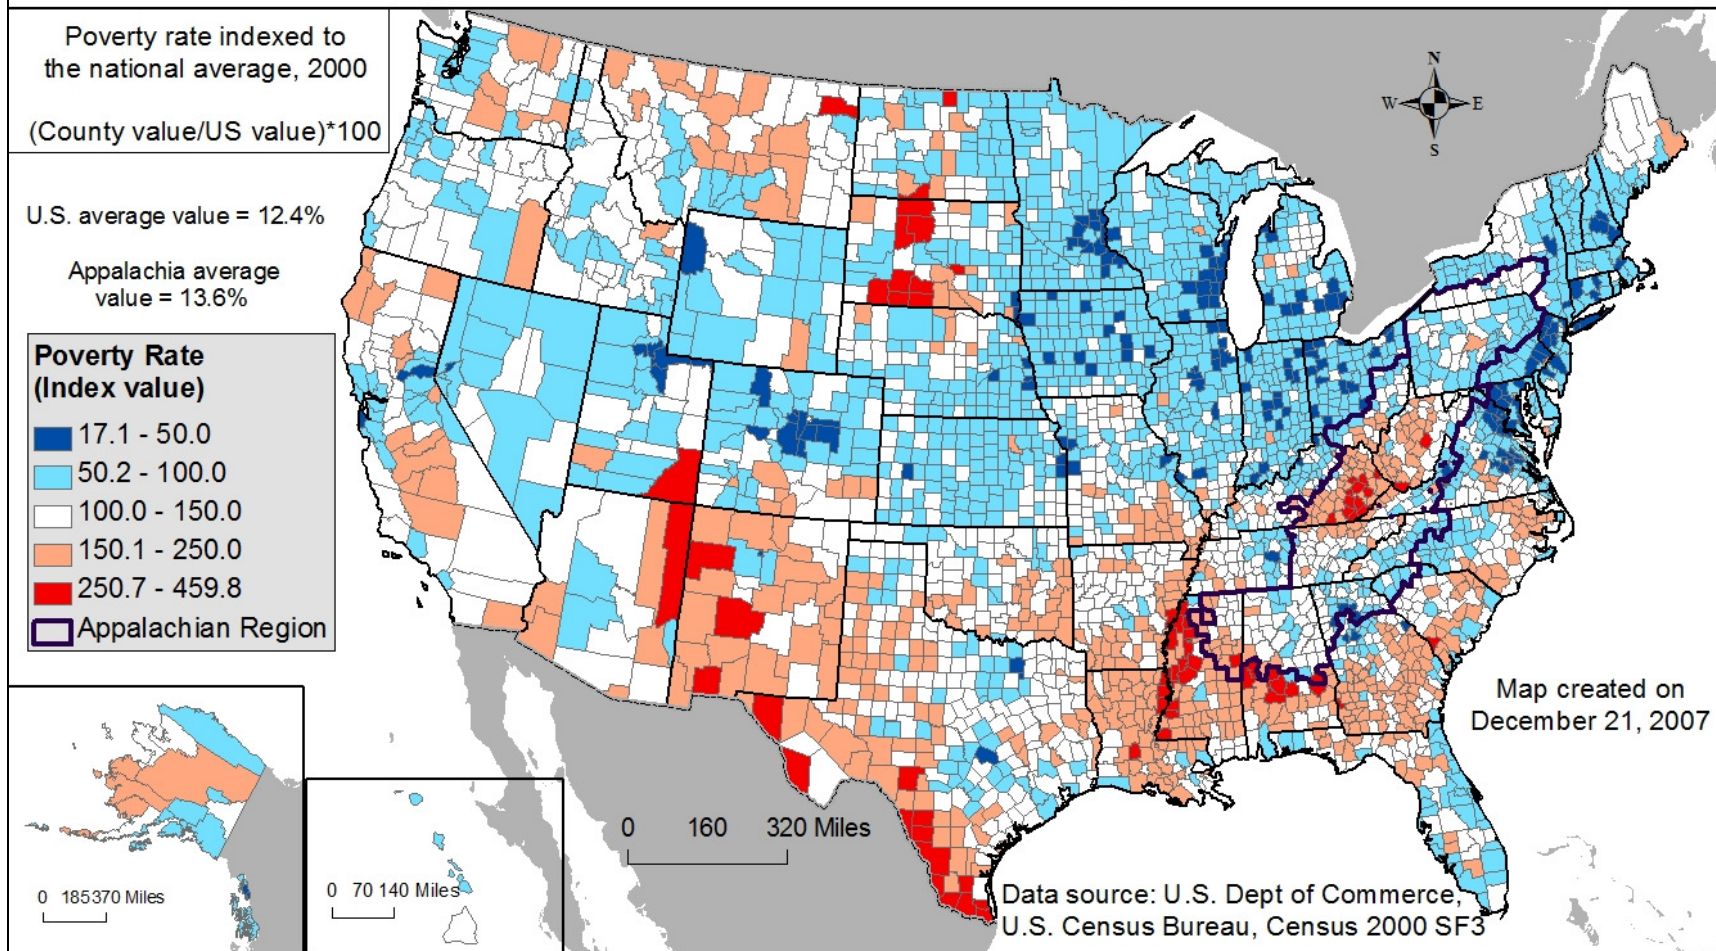 Poverty rate indexed to
the national average, 2000
(County value/US value)*100
U.S. average value = 12.4%
Appalachia average
value = 13.6%
Poverty Rate
(Index value)
17.1 - 50.0
50.2 - 100.0
100.0 - 150.0
150.1 - 250.0
250.7 - 459.8
Appalachian Region
N
W E
S
Map created on
December 21, 2007
0 185370 Miles
0 70 140 Miles
0 160 320 Miles
Data source: U.S. Dept of Commerce,
U.S. Census Bureau, Census 2000 SF3